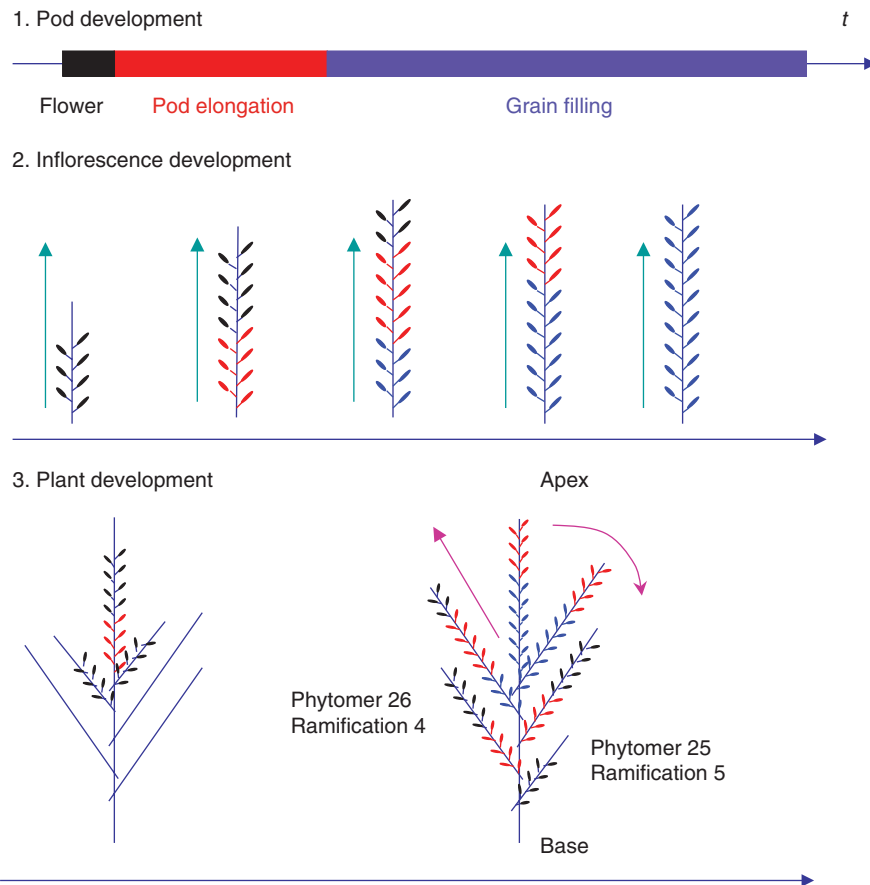 1. Pod development
t
Flower
Pod elongation
Grain filling
2. Inflorescence development
3. Plant development
Apex
Phytomer 26
Ramification 4
Phytomer 25
Ramification 5
Base